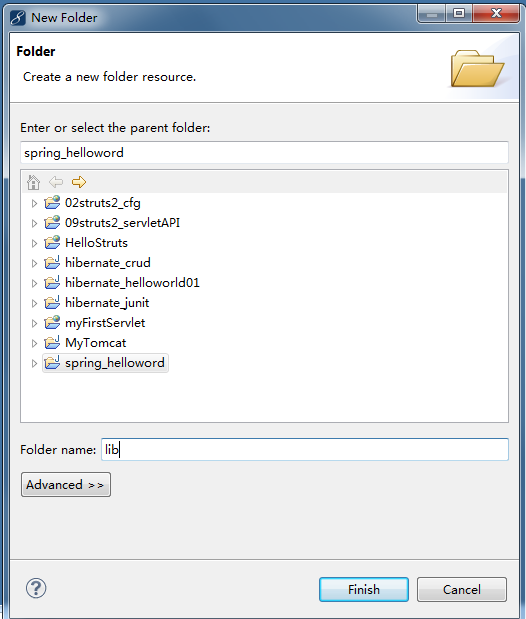 New Folder
Folder
Create a new folder resource.
Enter or select the parent folder:
spring_helloword
02struts2_cfg
09struts2_servletAPI
HelloStruts
hibernate_crud
hibernate_helloworld01
hibernate_junit
myFirstServlet
MyTomcat
spring_helloword
Folder name: lib
Advanced >>
? Finish Cancel